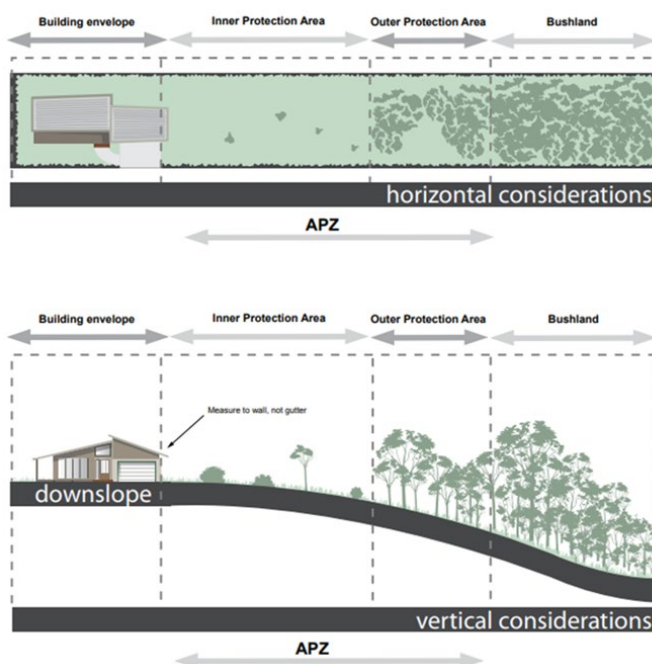 Building envelope
Inner Protection Area
Outer Protection Area
Bushland
horizontal considerations
APZ
Building envelope
Inner Protection Area
Outer Protection Area
Bushland
Measure to wall, not gutter
downslope
vertical considerations
APZ